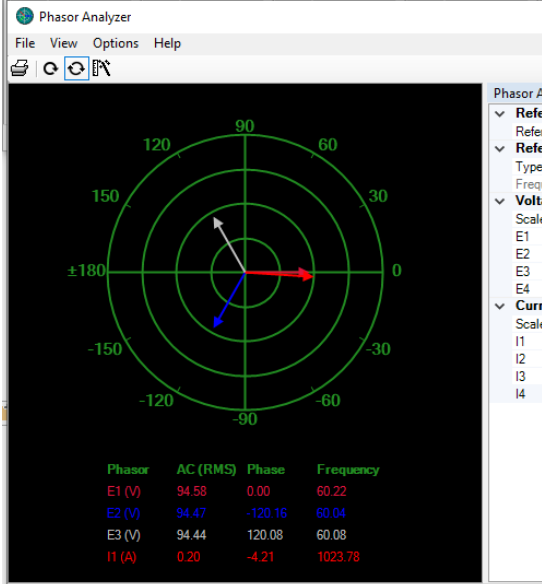 Phasor Analyzer
File View Options Help
90
120 60
150 30
±180 0
-150 -30
-120 -60
-90
Phasor AC (RMS) Phase Frequency
E1 (V) 94.58 0.00 60.22
E2 (V) 94.47 -120.16 60.04
E3 (V) 94.44 120.08 60.08
I1 (A) 0.20 -4.21 1023.78
Phasor A
Refe
Refer
Refe
Type
Frequ
Volta
Scale
E1
E2
E3
E4
Curr
Scale
I1
I2
I3
I4